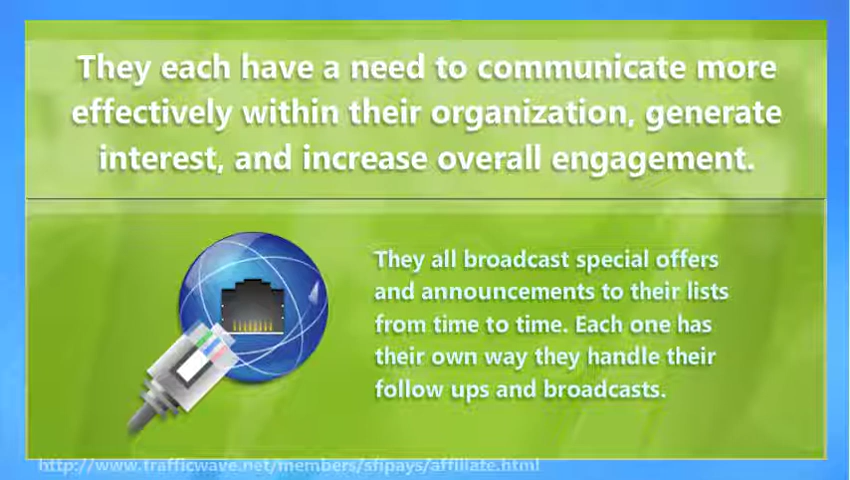 They each have a need to communicate more
effectively within their organization, generate
interest, and increase overall engagement.
They all broadcast special offers
and announcements to their lists
from time to time. Each one has
their own way they handle their
follow ups and broadcasts.
http://www.trafficwave.net/members/sfipays/affiliate.html